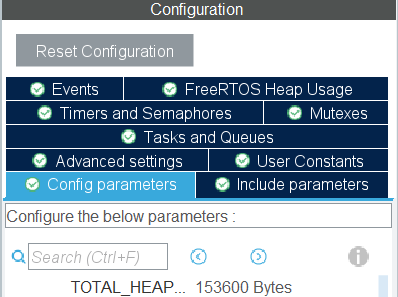 Configuration
Reset Configuration
Events FreeRTOS Heap Usage
Timers and Semaphores Mutexes
Tasks and Queues
Advanced settings User Constants
Config parameters Include parameters
Configure the below parameters :
Search (Ctrl+F)
TOTAL_HEAP... 153600 Bytes